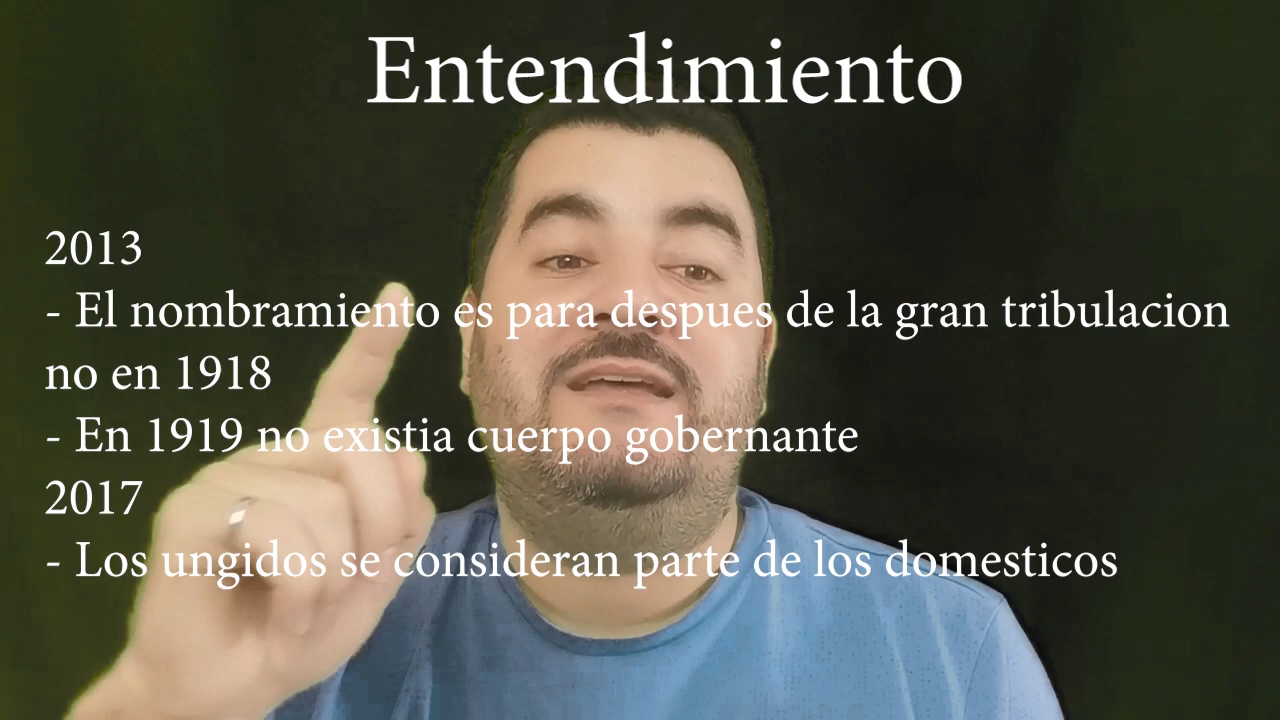 Entendimiento
2013
- El nombramiento es para despues de la gran tribulacion
no en 1918
- En 1919 no existia cuerpo gobernante
2017
- Los ungidos se consideran parte de los domesticos